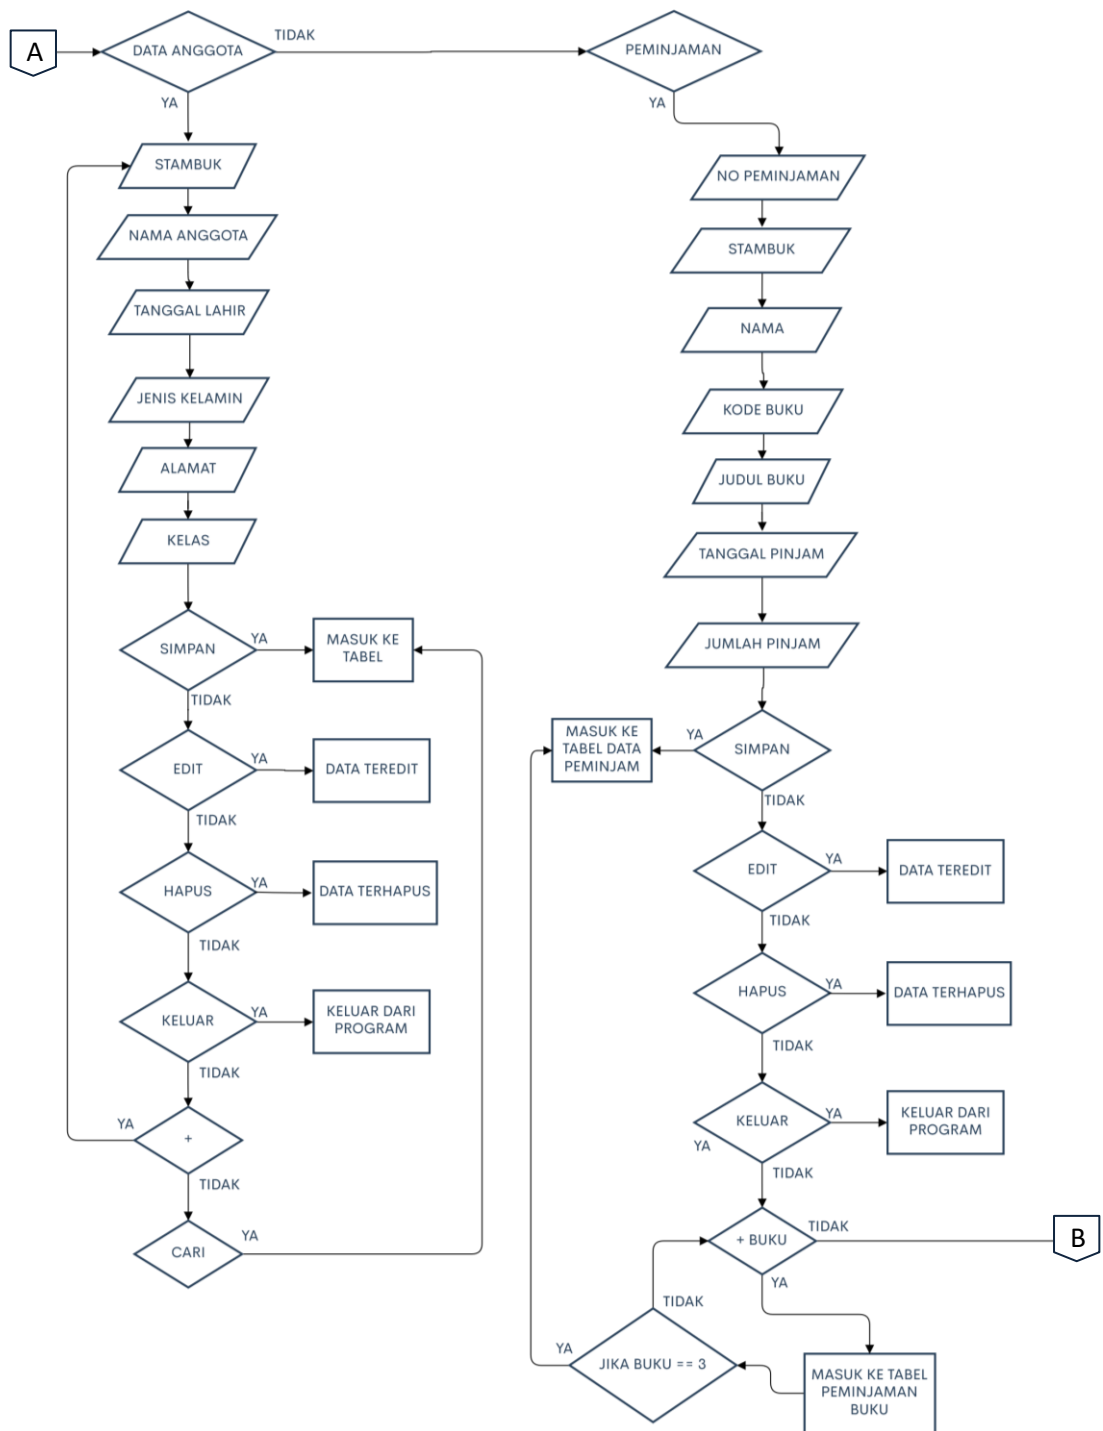 A
DATA ANGGOTA
TIDAK
YA
STAMBUK
NAMA ANGGOTA
TANGGAL LAHIR
JENIS KELAMIN
ALAMAT
KELAS
SIMPAN
YA
MASUK KE
TABEL
TIDAK
EDIT
YA
DATA TEREDIT
TIDAK
HAPUS
YA
DATA TERHAPUS
TIDAK
KELUAR
YA
KELUAR DARI
PROGRAM
TIDAK
+
YA
TIDAK
CARI
YA
PEMINJAMAN
YA
NO PEMINJAMAN
STAMBUK
NAMA
KODE BUKU
JUDUL BUKU
TANGGAL PINJAM
JUMLAH PINJAM
SIMPAN
YA
MASUK KE
TABEL DATA
PEMINJAM
TIDAK
EDIT
YA
DATA TEREDIT
TIDAK
HAPUS
YA
DATA TERHAPUS
TIDAK
KELUAR
YA
KELUAR DARI
PROGRAM
YA
TIDAK
+ BUKU
TIDAK
B
YA
MASUK KE TABEL
PEMINJAMAN
BUKU
JIKA BUKU == 3
TIDAK
YA